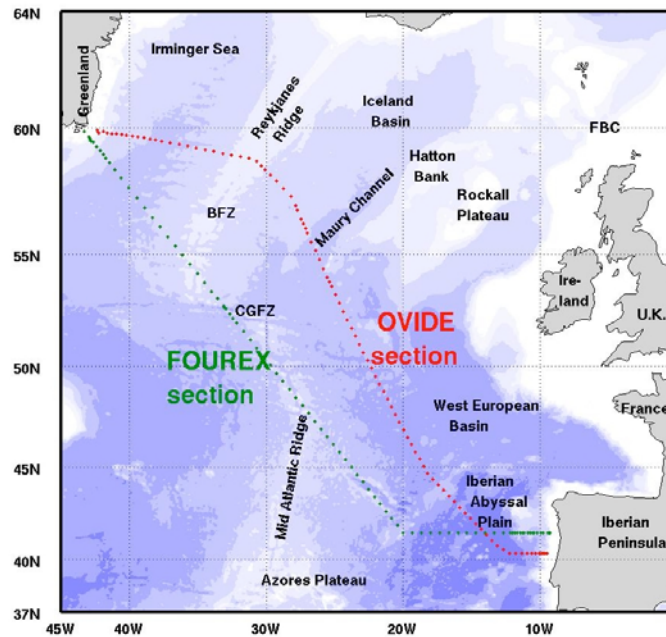 64N
Irminger Sea
Greenland
Reykjanes
Ridge
Iceland
Basin
60N
FBC
Hatton
Bank
Rockall
Plateau
BFZ
Maury Channel
55N
Ire-
land
CGFZ
OVIDE
section
U.K.
FOUREX
section
50N
West European
Basin
France
Mid Atlantic Ridge
45N
Iberian
Abyssal
Plain
Iberian
Peninsula
40N
Azores Plateau
37N
45W
40W
30W
20W
10W